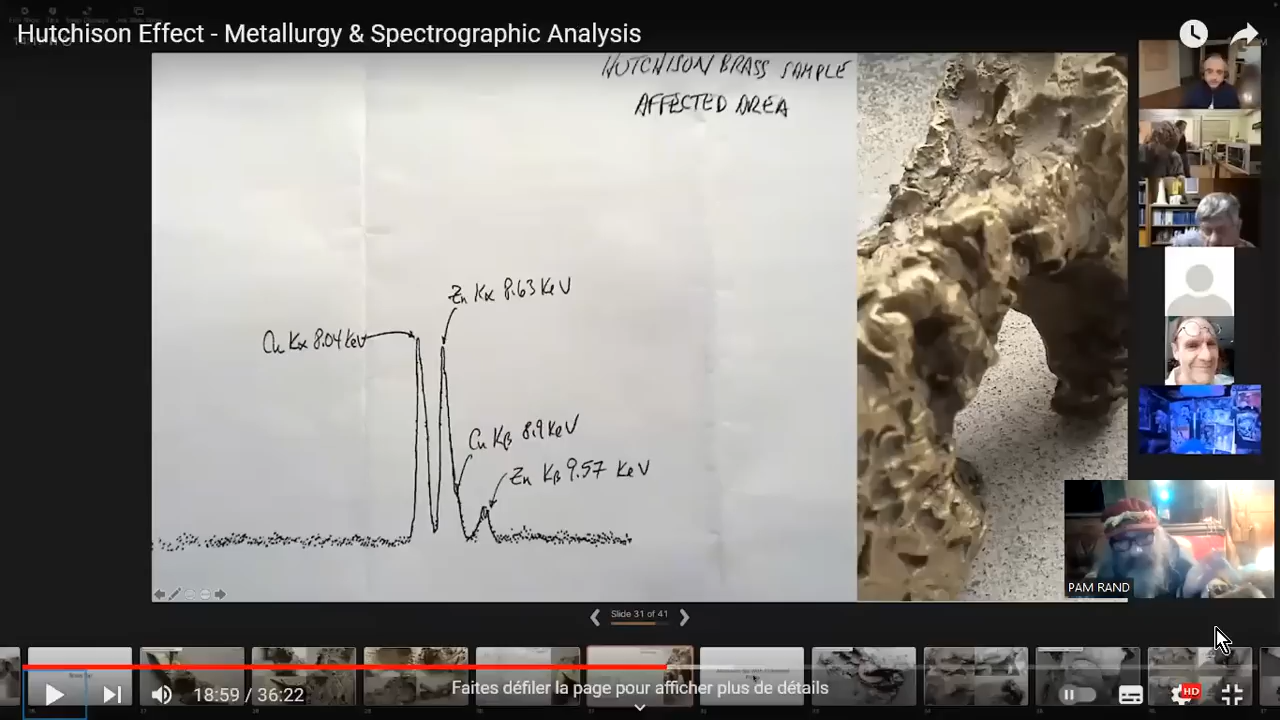 Hutchison Effect - Metallurgy & Spectrographic Analysis
HUTCHISON BRASS SAMPLE
AFFECTED AREA
Zn Kα 8.63 KeV
Cu Kα 8.04 KeV
Cu Kβ 8.9 KeV
Zn Kβ 9.57 KeV
PAM RAND
Slide 31 of 41
18:59 / 36:22
Faites défiler la page pour afficher plus de détails
HD